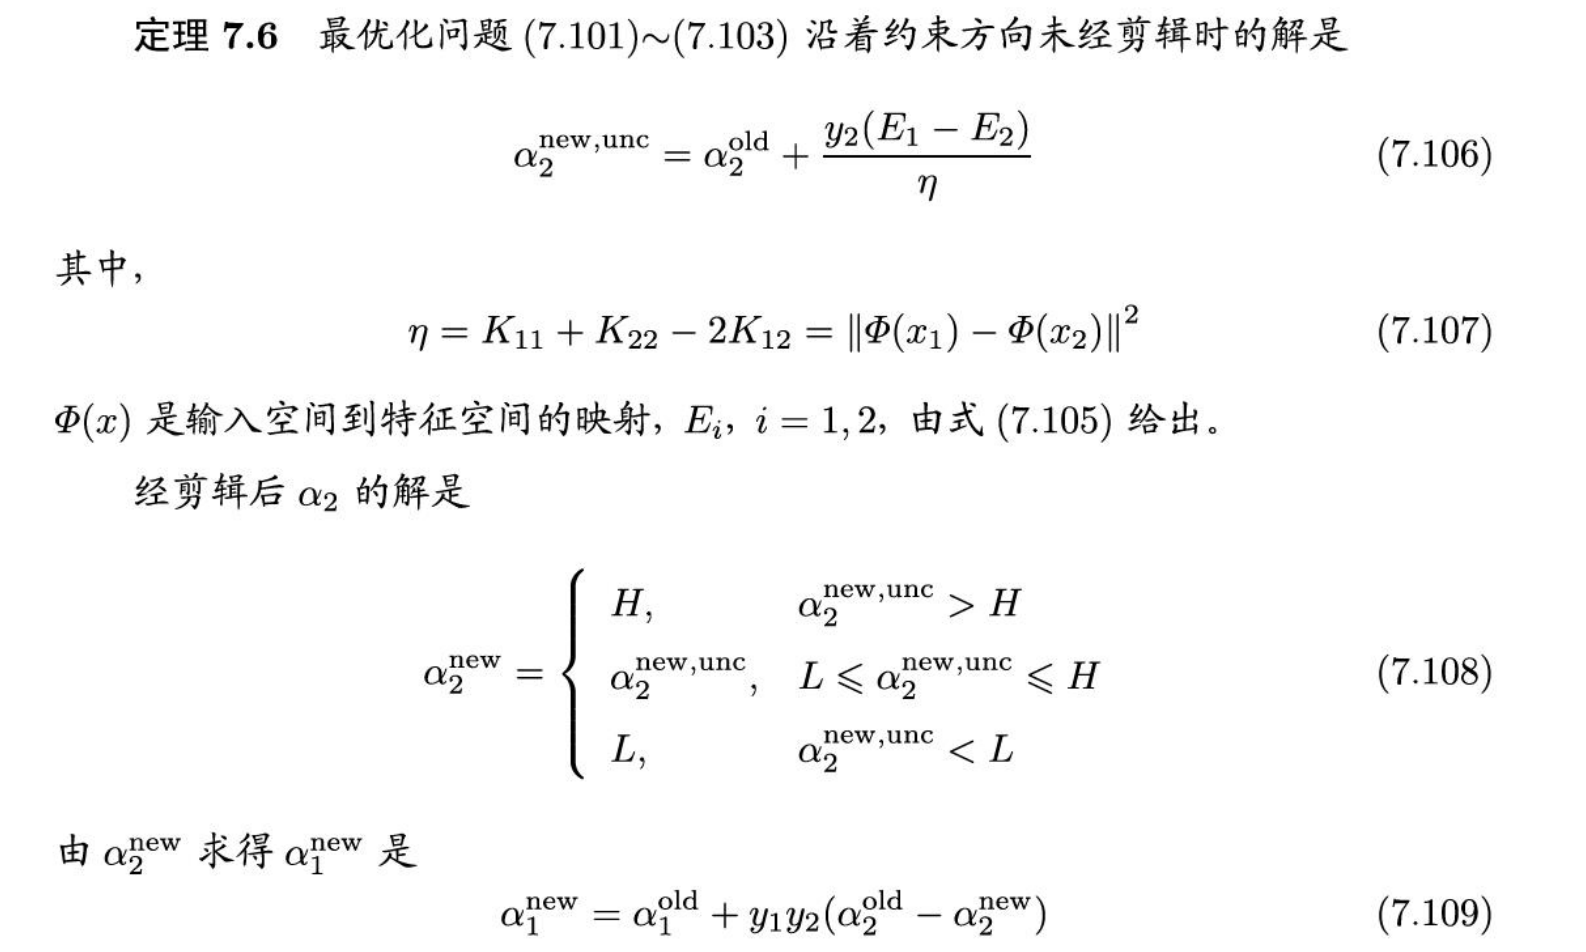 定理 7.6 最优化问题 (7.101)~(7.103) 沿着约束方向未经剪辑时的解是
$$\alpha_2^{\text{new,unc}} = \alpha_2^{\text{old}} + \frac{y_2(E_1 - E_2)}{\eta}$$ (7.106)
其中,
$$\eta = K_{11} + K_{22} - 2K_{12} = \|\Phi(x_1) - \Phi(x_2)\|^2$$ (7.107)
$\Phi(x)$ 是输入空间到特征空间的映射, $E_i$, $i = 1, 2$, 由式 (7.105) 给出。
经剪辑后 $\alpha_2$ 的解是
$$\alpha_2^{\text{new}} = \begin{cases} H, & \alpha_2^{\text{new,unc}} > H \\ \alpha_2^{\text{new,unc}}, & L \leqslant \alpha_2^{\text{new,unc}} \leqslant H \\ L, & \alpha_2^{\text{new,unc}} < L \end{cases}$$ (7.108)
由 $\alpha_2^{\text{new}}$ 求得 $\alpha_1^{\text{new}}$ 是
$$\alpha_1^{\text{new}} = \alpha_1^{\text{old}} + y_1 y_2(\alpha_2^{\text{old}} - \alpha_2^{\text{new}})$$ (7.109)